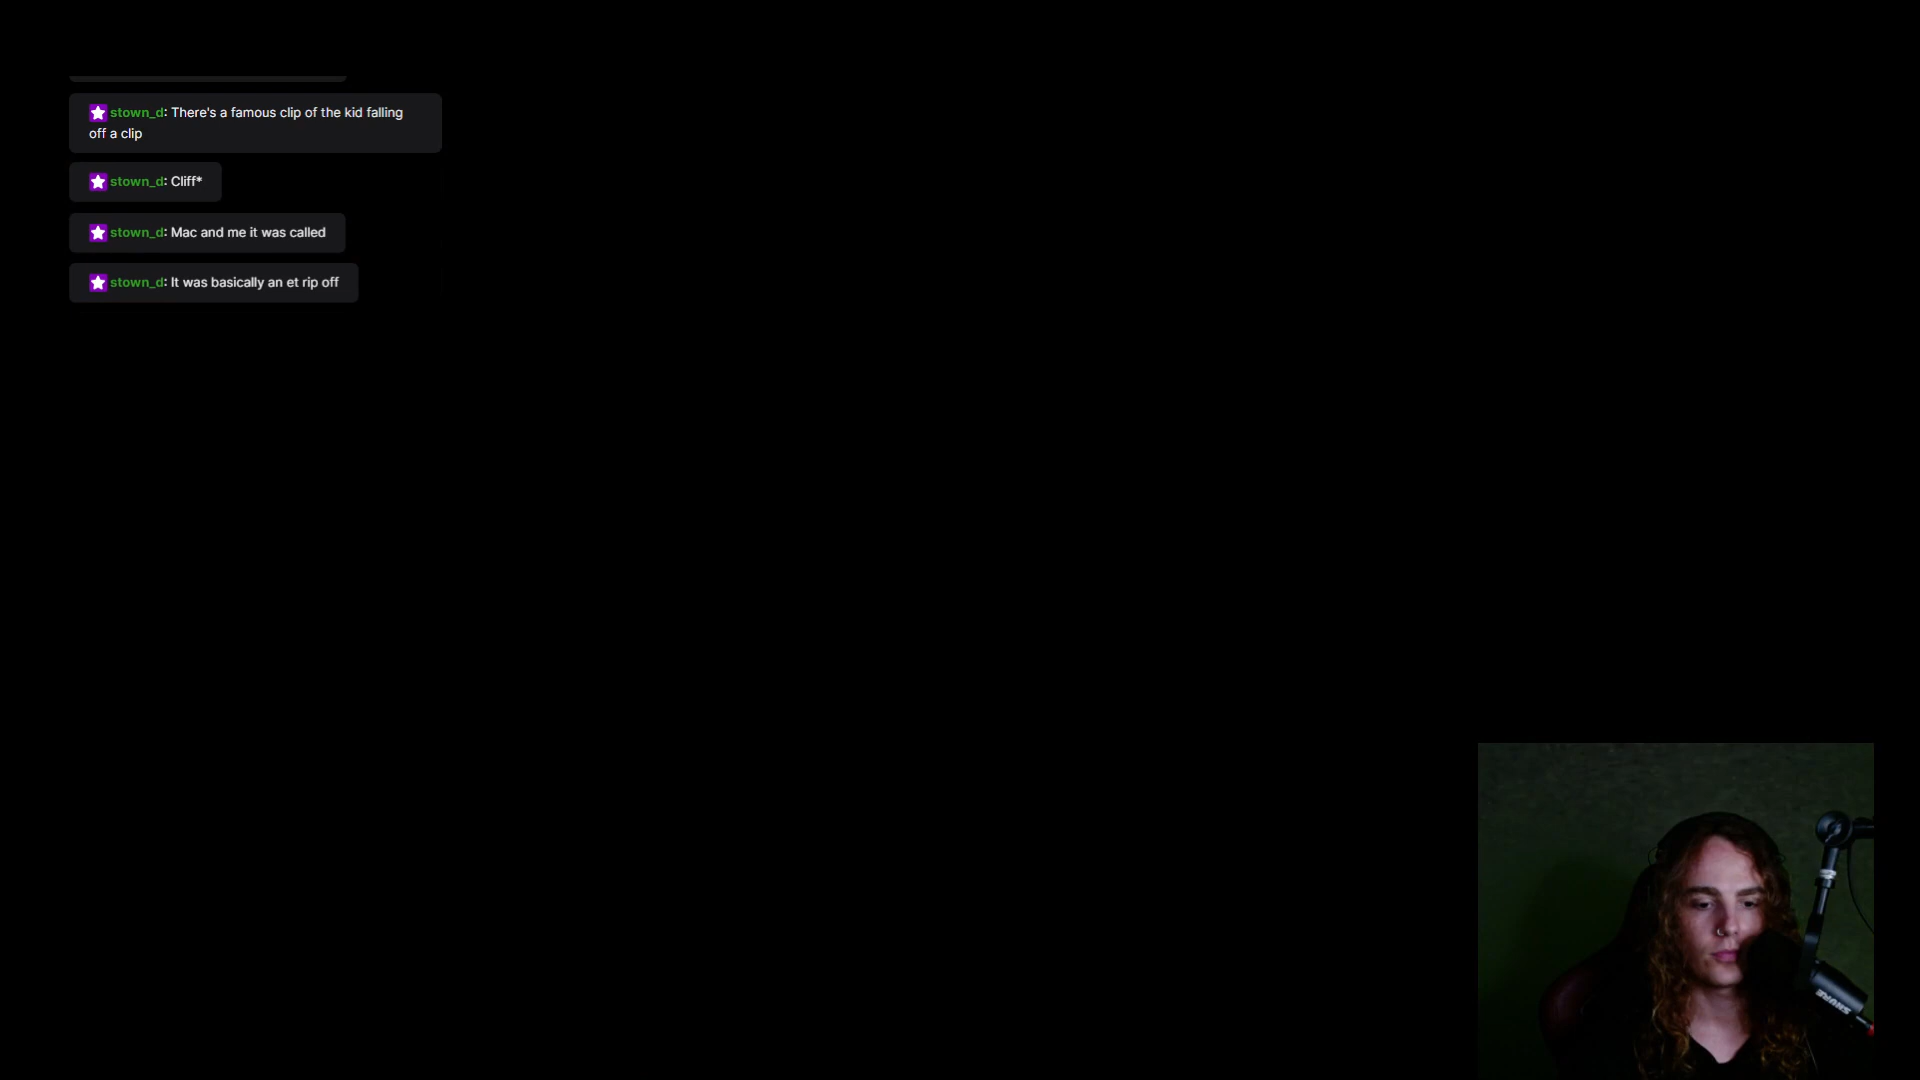 stown_d: There's a famous clip of the kid falling
off a clip
stown_d: Cliff*
stown_d: Mac and me it was called
stown_d: It was basically an et rip off
SHURE